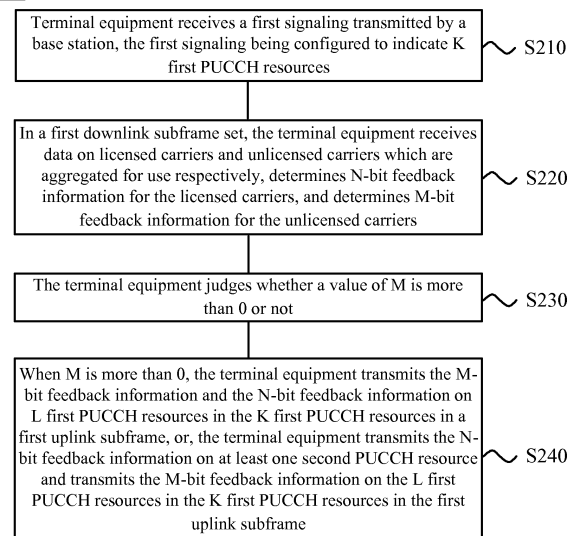 Terminal equipment receives a first signaling transmitted by a
base station, the first signaling being configured to indicate K
first PUCCH resources
S210
In a first downlink subframe set, the terminal equipment receives
data on licensed carriers and unlicensed carriers which are
aggregated for use respectively, determines N-bit feedback
information for the licensed carriers, and determines M-bit
feedback information for the unlicensed carriers
S220
The terminal equipment judges whether a value of M is more
than 0 or not
S230
When M is more than 0, the terminal equipment transmits the M-
bit feedback information and the N-bit feedback information on
L first PUCCH resources in the K first PUCCH resources in a
first uplink subframe, or, the terminal equipment transmits the N-
bit feedback information on at least one second PUCCH resource
and transmits the M-bit feedback information on the L first
PUCCH resources in the K first PUCCH resources in the first
uplink subframe
S240